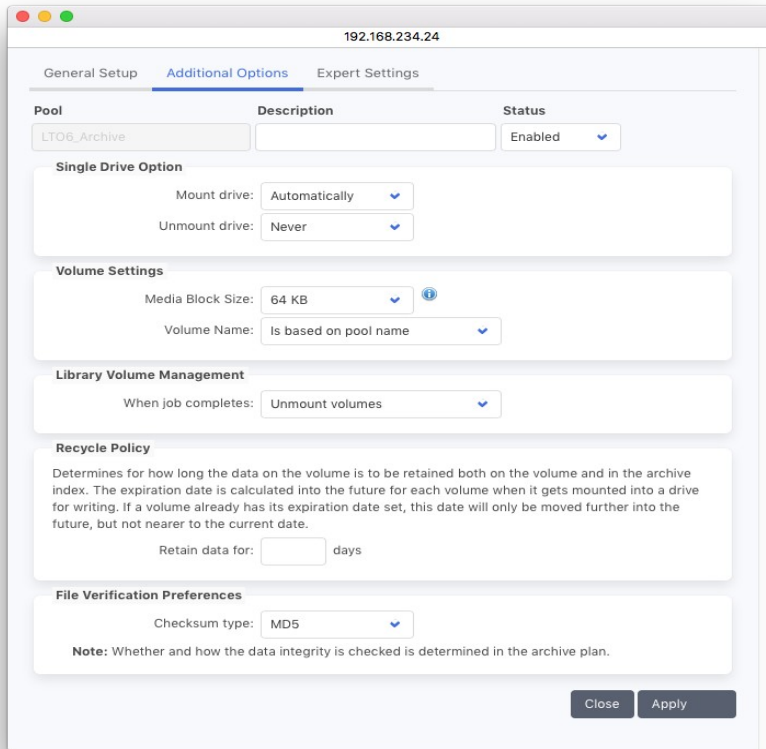 192.168.234.24
General Setup Additional Options Expert Settings
Pool Description Status
LTO6_Archive Enabled
Single Drive Option
Mount drive: Automatically
Unmount drive: Never
Volume Settings
Media Block Size: 64 KB
Volume Name: Is based on pool name
Library Volume Management
When job completes: Unmount volumes
Recycle Policy
Determines for how long the data on the volume is to be retained both on the volume and in the archive
index. The expiration date is calculated into the future for each volume when it gets mounted into a drive
for writing. If a volume already has its expiration date set, this date will only be moved further into the
future, but not nearer to the current date.
Retain data for: days
File Verification Preferences
Checksum type: MD5
Note: Whether and how the data integrity is checked is determined in the archive plan.
Close Apply